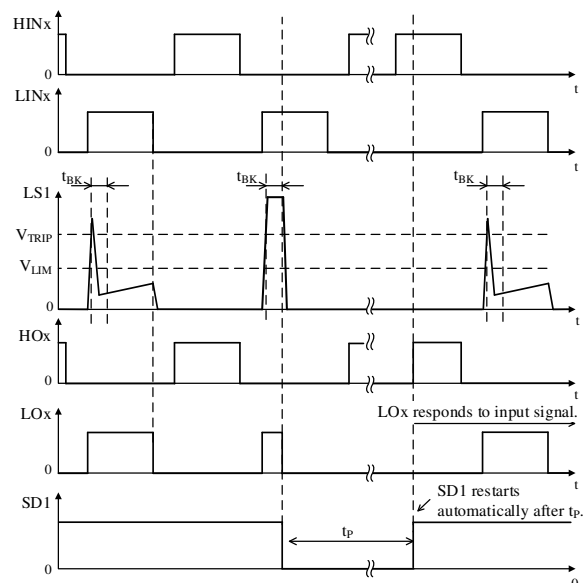 HINx
0
t
LINx
0
t
tBK
tBK
tBK
LS1
VTRIP
VLIM
0
t
HOx
0
t
LOx
LOx responds to input signal.
0
t
SD1
SD1 restarts
automatically after tP.
tP
0
0